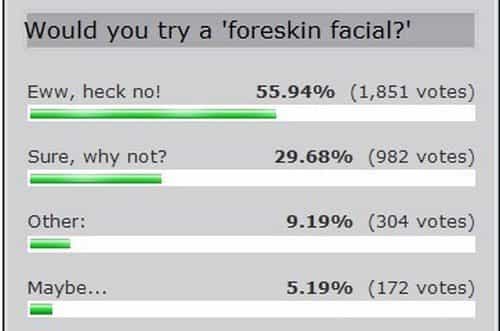 Would you try a 'foreskin facial?'
Eww, heck no! 55.94% (1,851 votes)
Sure, why not? 29.68% (982 votes)
Other: 9.19% (304 votes)
Maybe... 5.19% (172 votes)